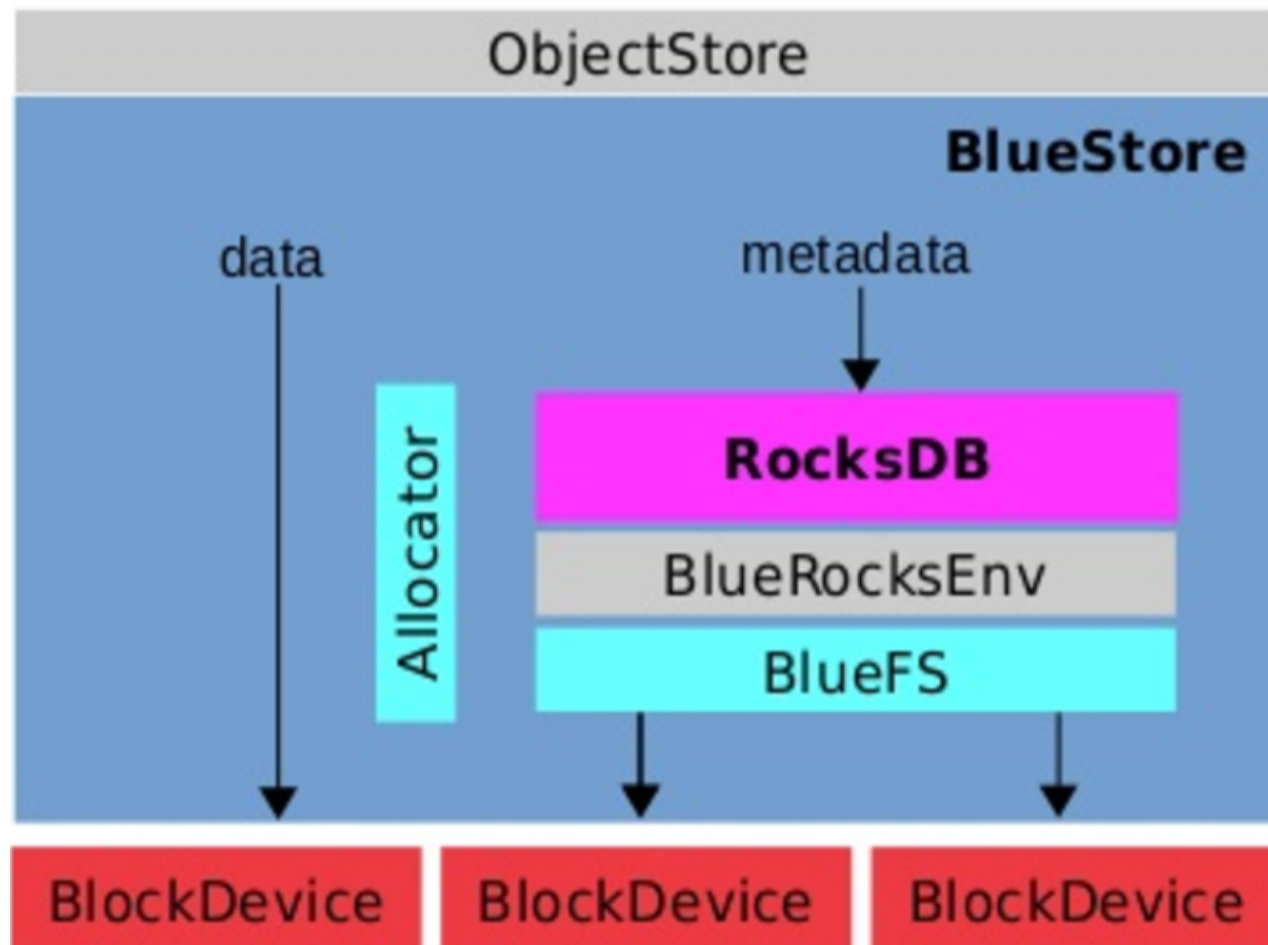 ObjectStore
BlueStore
data
metadata
Allocator
RocksDB
BlueRocksEnv
BlueFS
BlockDevice
BlockDevice
BlockDevice